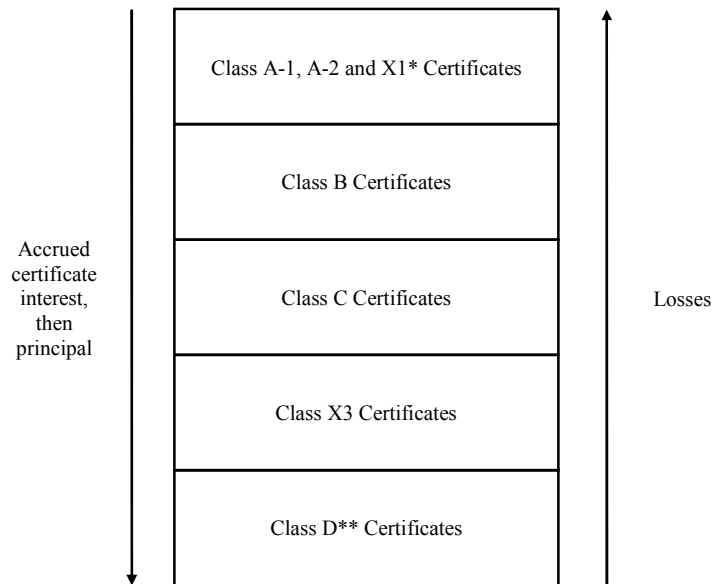 Class A-1, A-2 and X1* Certificates
Class B Certificates
Accrued
certificate
interest,
then
principal
Class C Certificates
Losses
Class X3 Certificates
Class D** Certificates